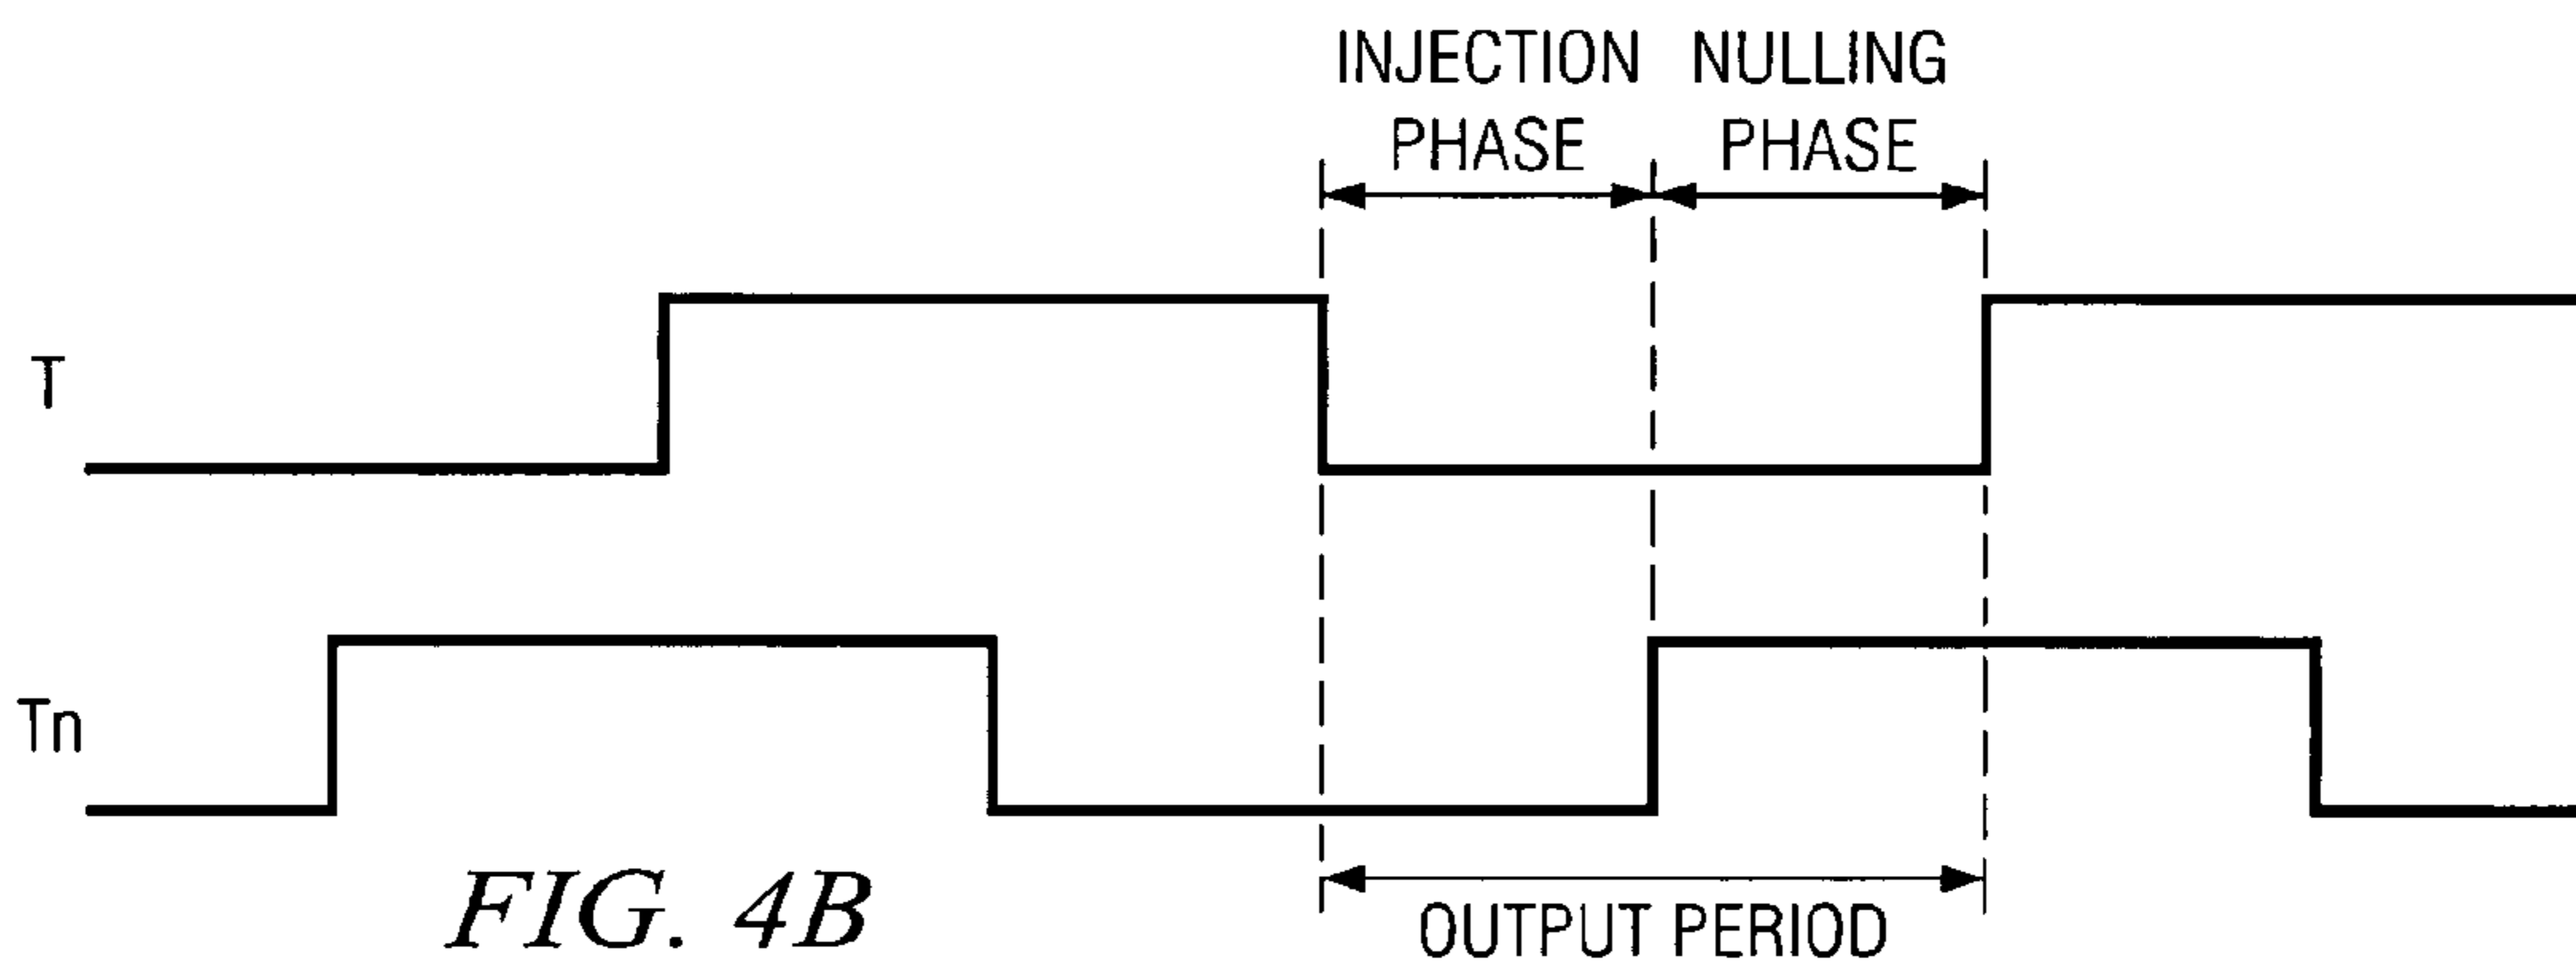 INJECTION PHASE
NULLING PHASE
T
Tn
FIG. 4B
OUTPUT PERIOD